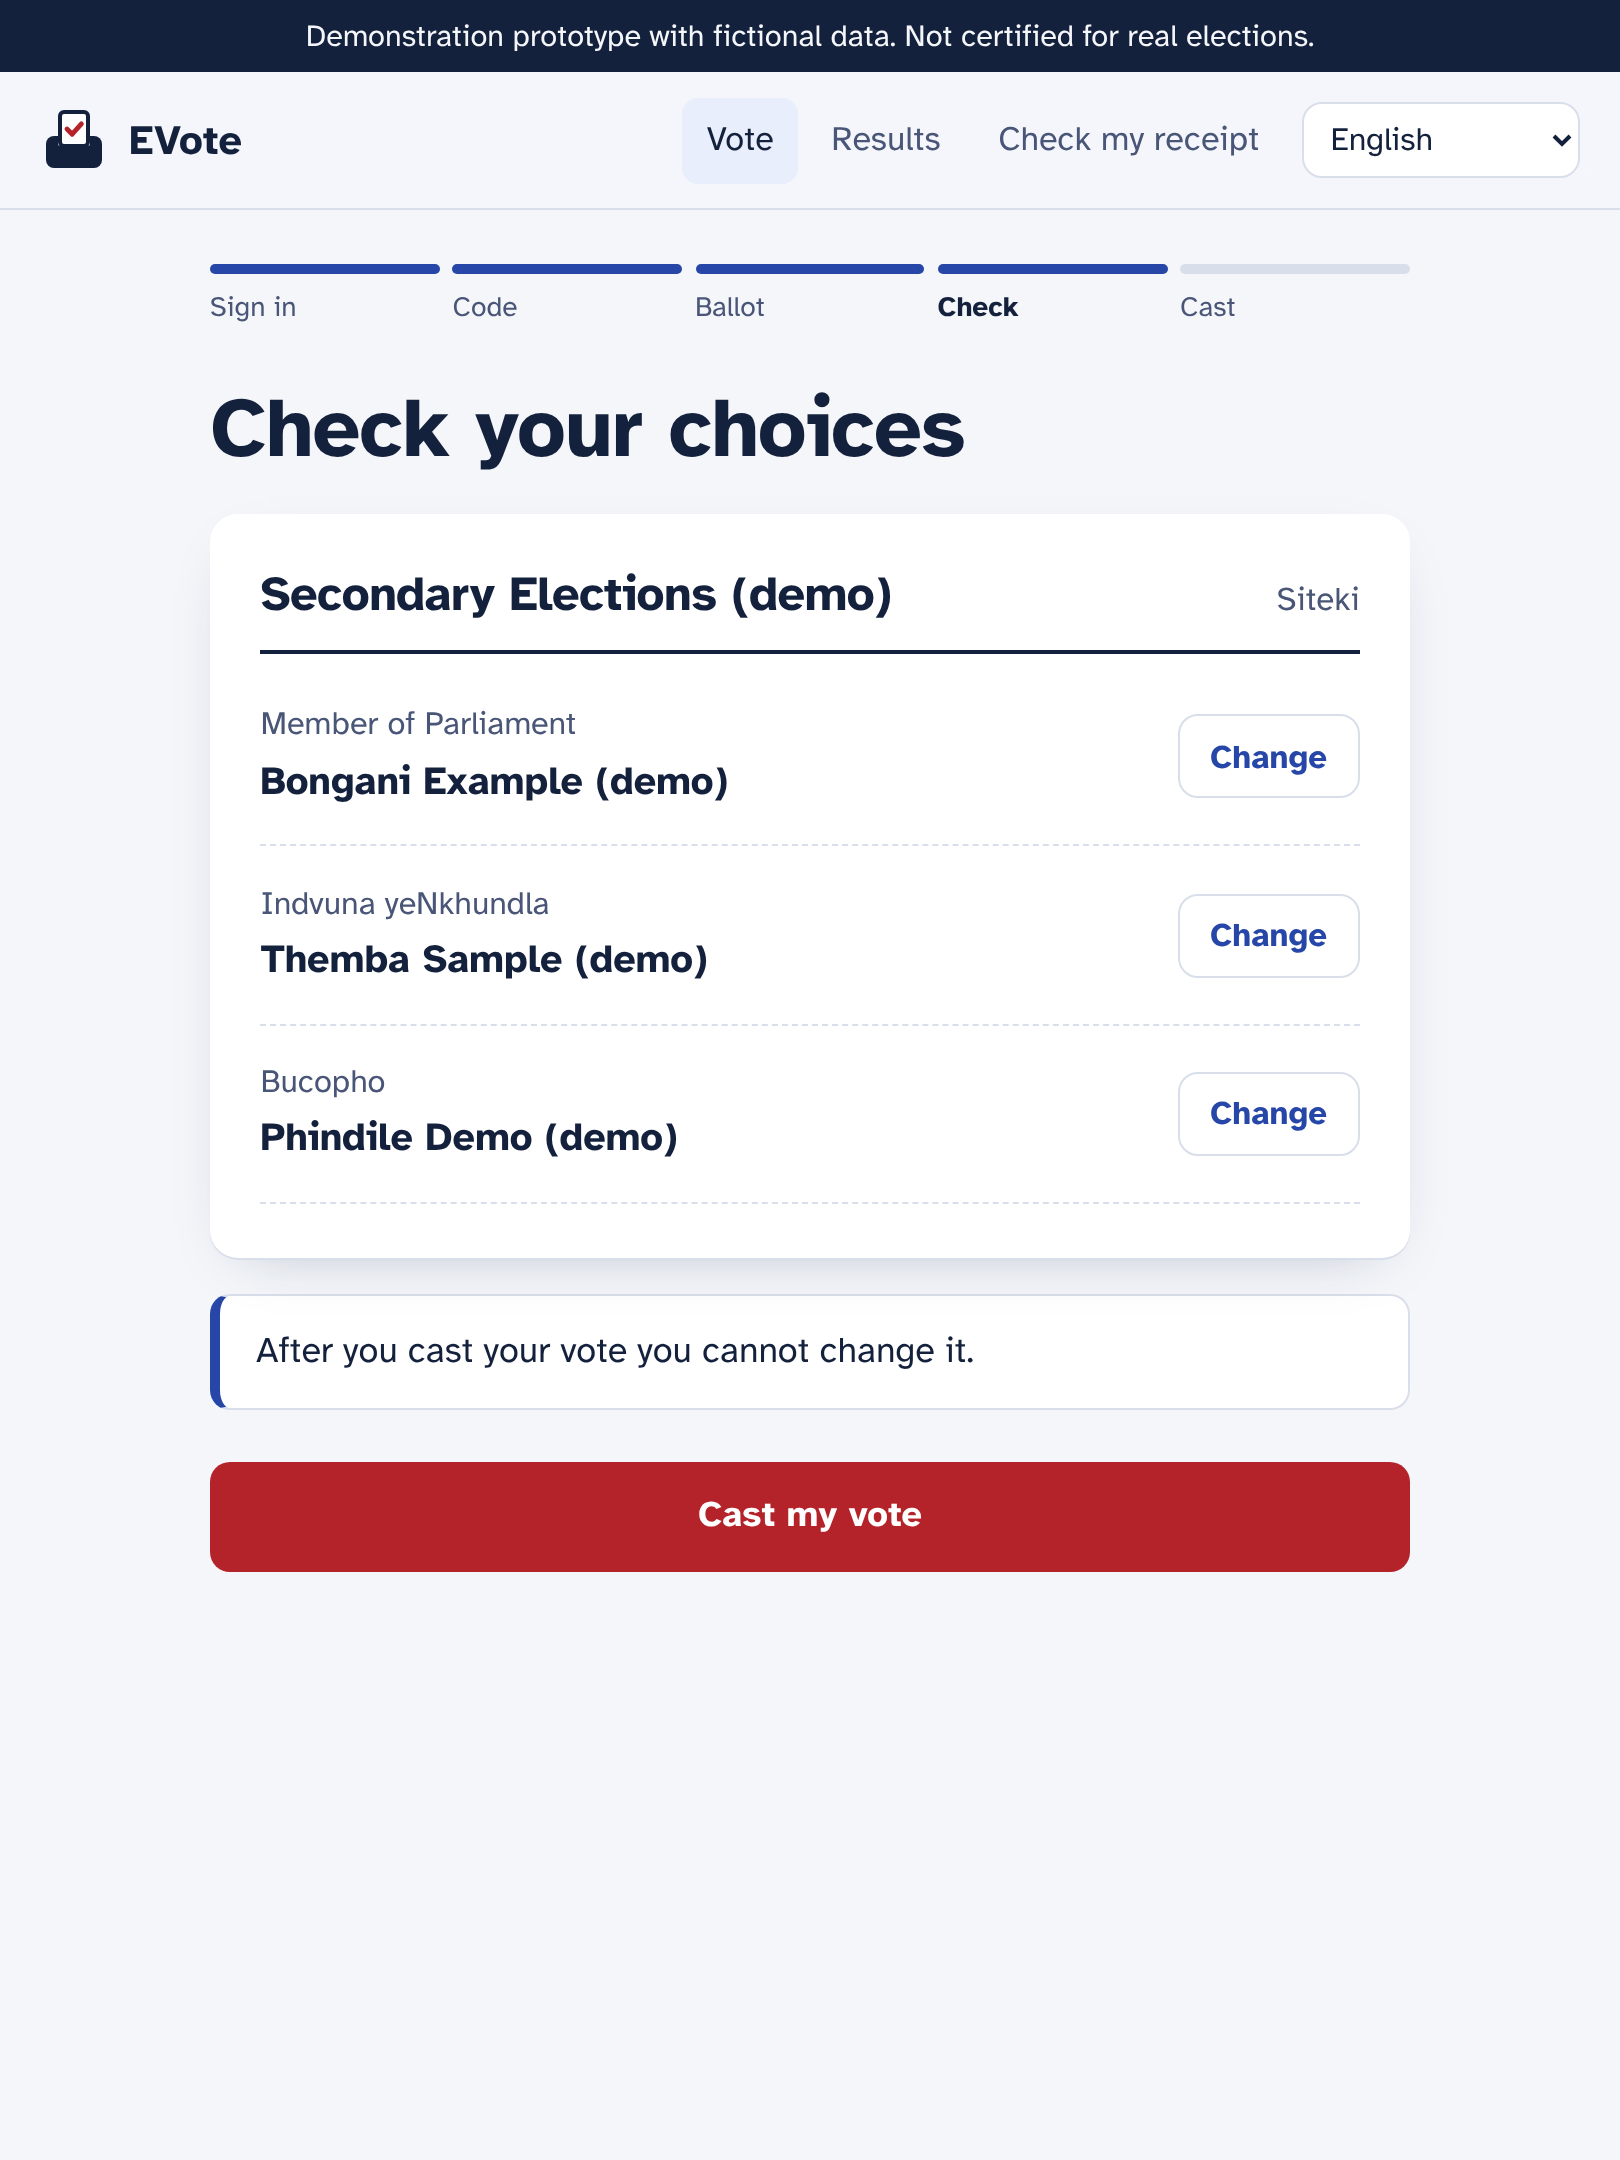 Demonstration prototype with fictional data. Not certified for real elections.
EVote
Vote
Results
Check my receipt
English
Sign in
Code
Ballot
Check
Cast
Check your choices
Secondary Elections (demo)
Siteki
Member of Parliament
Bongani Example (demo)
Change
Indvuna yeNkhundla
Themba Sample (demo)
Change
Bucopho
Phindile Demo (demo)
Change
After you cast your vote you cannot change it.
Cast my vote